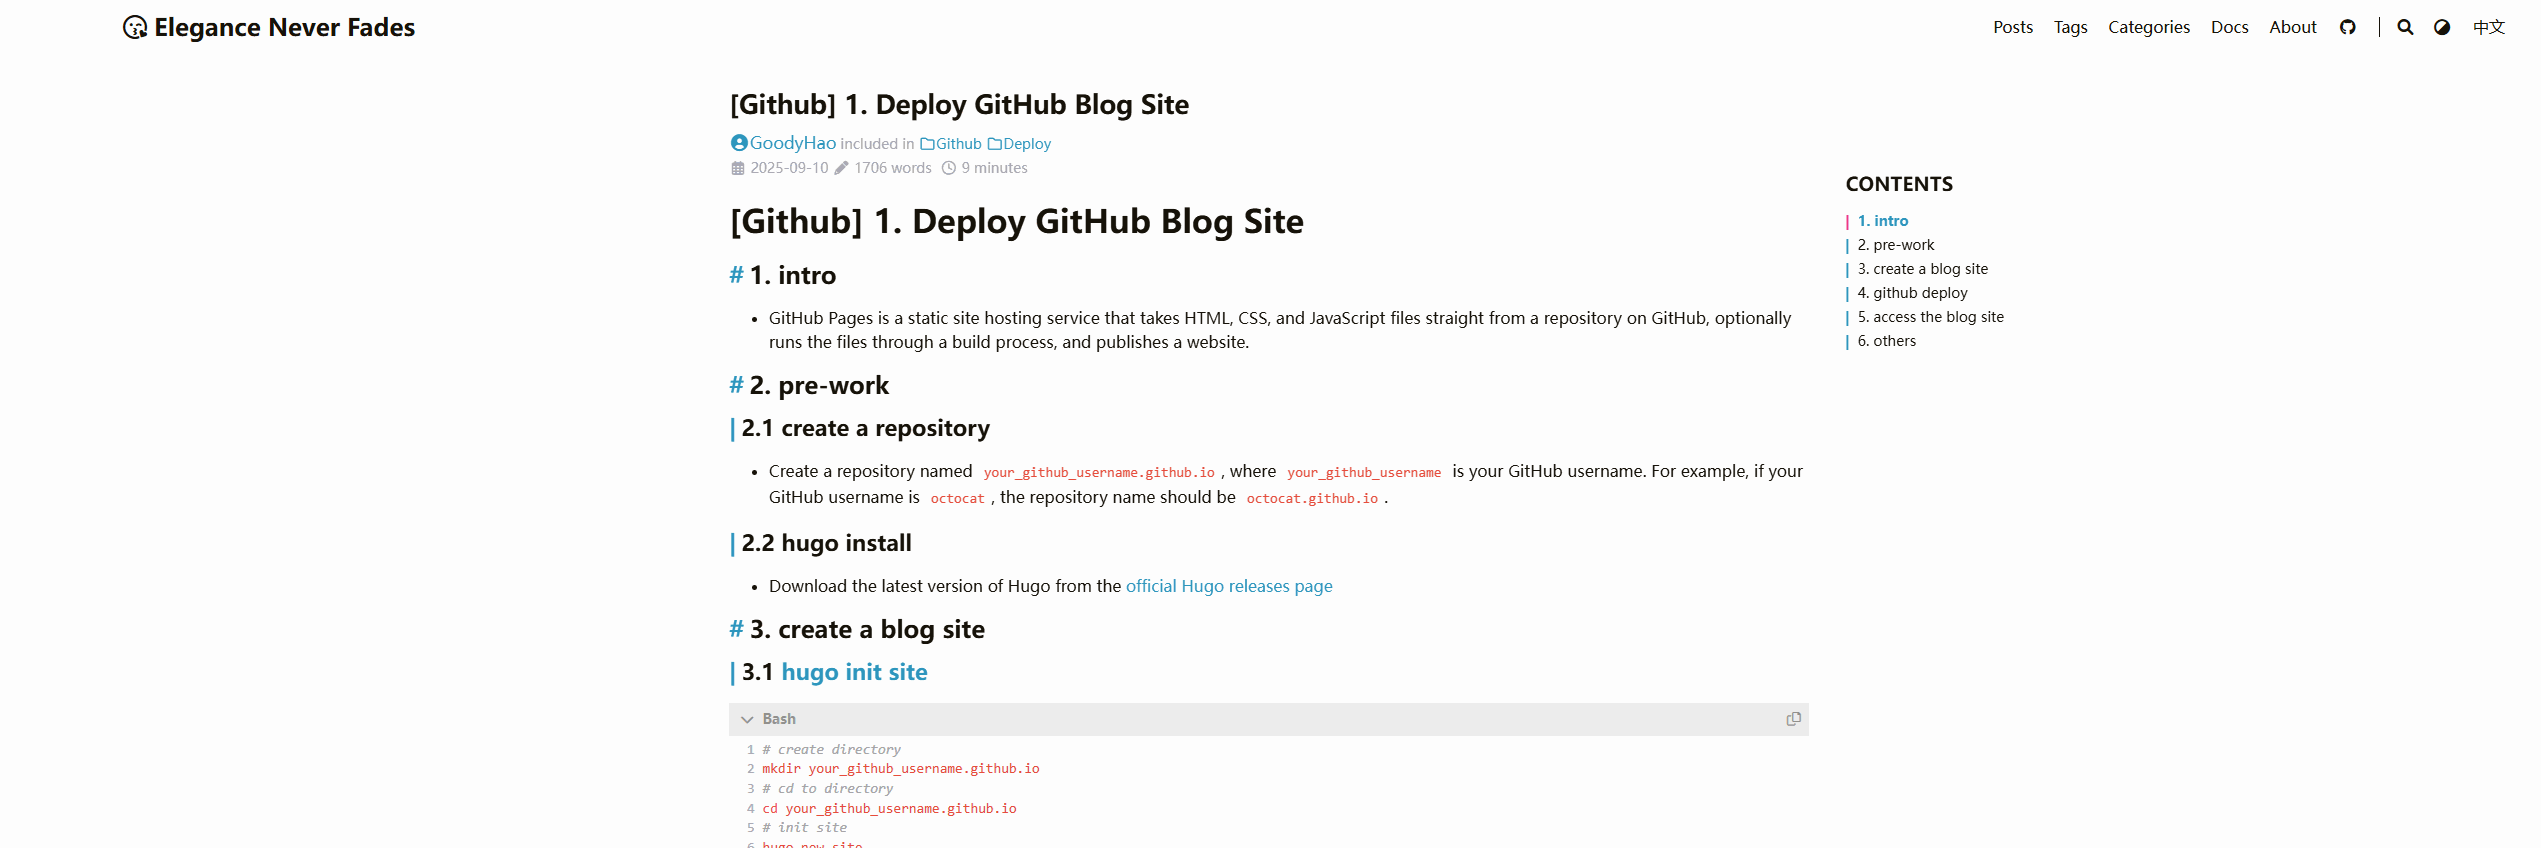 Elegance Never Fades
Posts Tags Categories Docs About 中文
[Github] 1. Deploy GitHub Blog Site
GoodyHao included in Github Deploy
2025-09-10 1706 words 9 minutes
[Github] 1. Deploy GitHub Blog Site
# 1. intro
• GitHub Pages is a static site hosting service that takes HTML, CSS, and JavaScript files straight from a repository on GitHub, optionally
runs the files through a build process, and publishes a website.
# 2. pre-work
2.1 create a repository
• Create a repository named your_github_username.github.io , where your_github_username is your GitHub username. For example, if your
GitHub username is octocat , the repository name should be octocat.github.io .
2.2 hugo install
• Download the latest version of Hugo from the official Hugo releases page
# 3. create a blog site
3.1 hugo init site
Bash
1 # create directory
2 mkdir your_github_username.github.io
3 # cd to directory
4 cd your_github_username.github.io
5 # init site
6 hugo new site
CONTENTS
1. intro
2. pre-work
3. create a blog site
4. github deploy
5. access the blog site
6. others